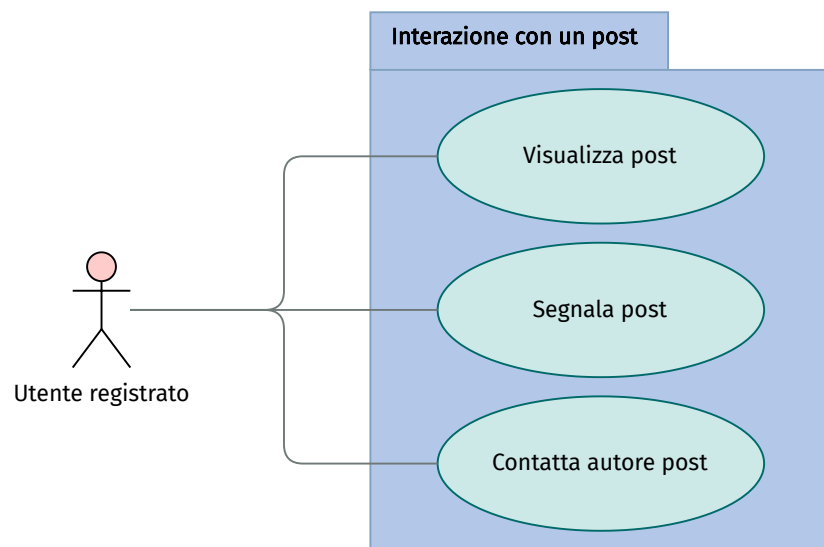 Interazione con un post
Visualizza post
Segnala post
Utente registrato
Contatta autore post